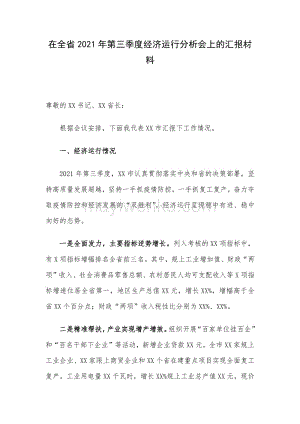 在全省2021年第三季度经济运行分析会上的汇报材
料
尊敬的XX书记、XX省长：
根据会议安排，下面我代表XX市汇报下工作情况。
一、经济运行情况
2021年第三季度，XX市认真贯彻落实中央和省的决策部署，坚
持高质量发展超越，坚持一手抓疫情防控、一手抓复工复产，奋力夺
取疫情防控和经济发展的“双胜利”，经济运行呈现稳中有进、稳中
向好的态势。
一是全面发力，主要指标逆势增长。列入考核的XX项指标中，
有X项指标增幅排名全省前三名。其中，规上工业增加值、财政“两
项”收入、社会消费品零售总额、农村居民人均可支配收入等X项指
标增速位居全省第一，地区生产总值XX元，增长XX%，增幅高于全
省XX个百分点；财政“两项”收入税性比分别为XX%、XX%。
二是精准帮扶，产业实现增产增效。组织开展“百家单位挂百企”
和“百名干部下企业”等活动，新增企业贷款XX元。全市XX家规上
工业企业、XX家限上商贸企业和XX个省在建重点项目实现全面复工
复产。工业用电量XX千瓦时，增长XX%规上工业总产值XX元，现价